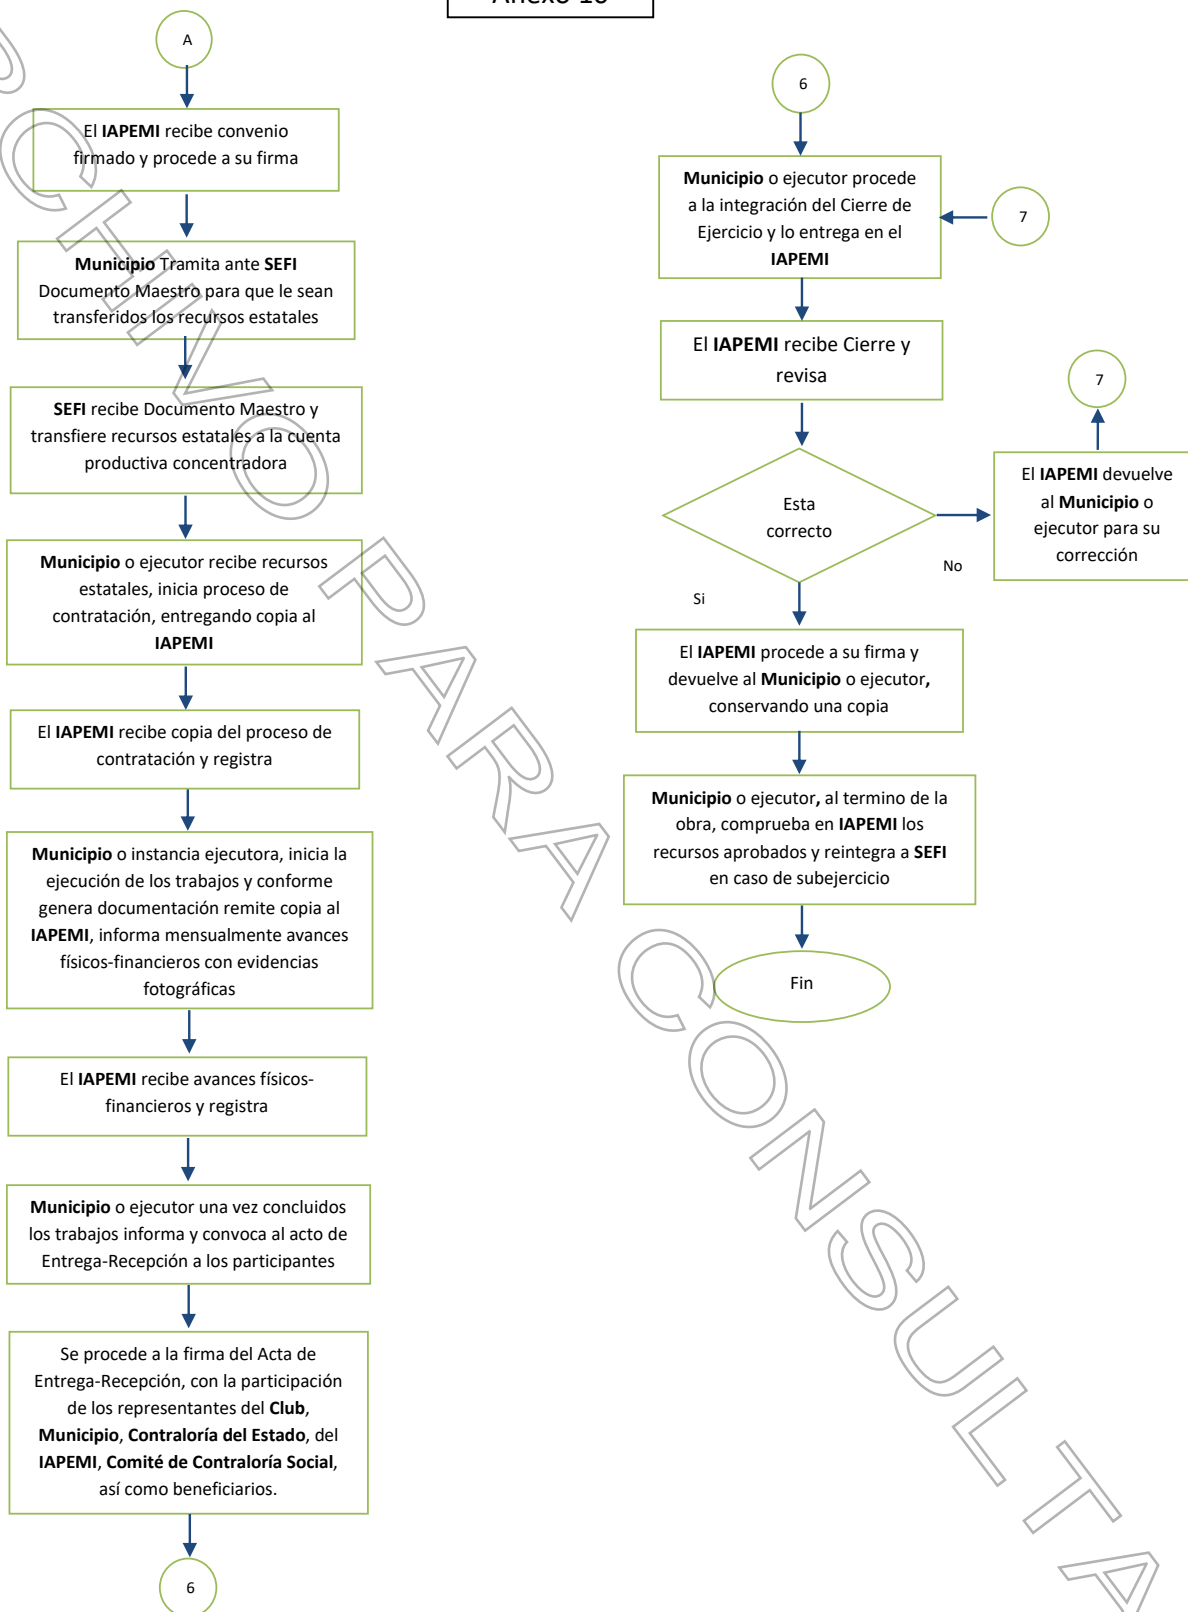 Anexo 10
A
El IAPEMI recibe convenio
firmado y procede a su firma
Municipio Tramita ante SEFI
Documento Maestro para que le sean
transferidos los recursos estatales
SEFI recibe Documento Maestro y
transfiere recursos estatales a la cuenta
productiva concentradora
Municipio o ejecutor recibe recursos
estatales, inicia proceso de
contratación, entregando copia al
IAPEMI
El IAPEMI recibe copia del proceso de
contratación y registra
Municipio o instancia ejecutora, inicia la
ejecución de los trabajos y conforme
genera documentación remite copia al
IAPEMI, informa mensualmente avances
físicos-financieros con evidencias
fotográficas
El IAPEMI recibe avances físicos-
financieros y registra
Municipio o ejecutor una vez concluidos
los trabajos informa y convoca al acto de
Entrega-Recepción a los participantes
Se procede a la firma del Acta de
Entrega-Recepción, con la participación
de los representantes del Club,
Municipio, Contraloría del Estado, del
IAPEMI, Comité de Contraloría Social,
así como beneficiarios.
6
6
Municipio o ejecutor procede
a la integración del Cierre de
Ejercicio y lo entrega en el
IAPEMI
7
El IAPEMI recibe Cierre y
revisa
7
Esta
correcto
El IAPEMI devuelve
al Municipio o
ejecutor para su
corrección
No
Si
El IAPEMI procede a su firma y
devuelve al Municipio o ejecutor,
conservando una copia
Municipio o ejecutor, al termino de la
obra, comprueba en IAPEMI los
recursos aprobados y reintegra a SEFI
en caso de subejercicio
Fin
CHIVO PARA CONSULTA